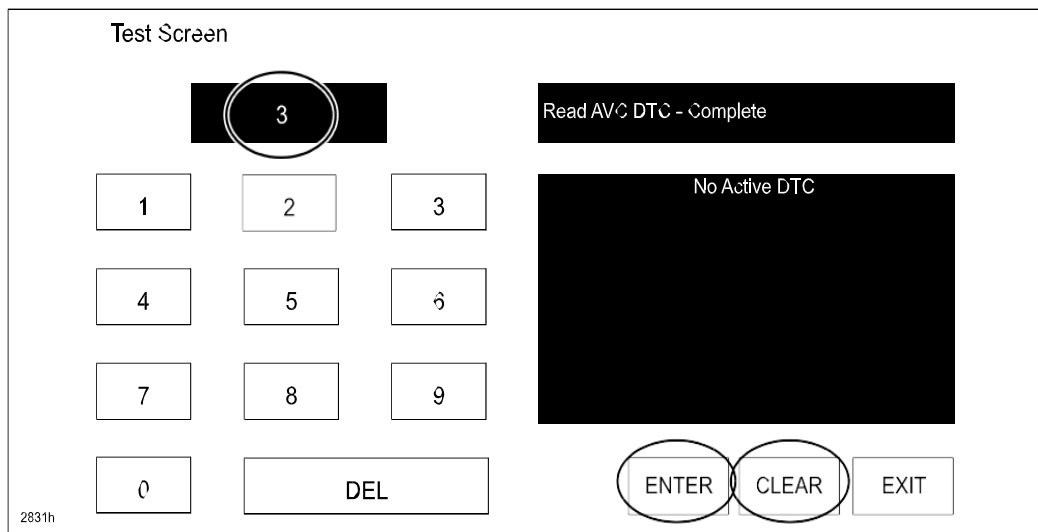 Test Screen
3
Read AVC DTC - Complete
No Active DTC
1 2 3
4 5 6
7 8 9
0 DEL
ENTER CLEAR EXIT
2831h